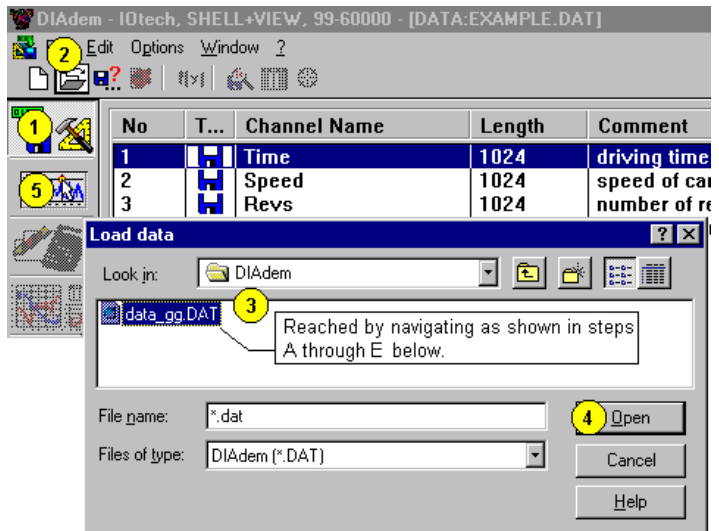 DIAdem - IOtech, SHELL+VIEW, 99-60000 - [DATA:EXAMPLE.DAT]
2 Edit Options Window ?
1
No T... Channel Name Length Comment
1 Time 1024 driving time
2 Speed 1024 speed of car
3 Revs 1024 number of re
5
Load data
Look in: DIAdem
data_gg.DAT
3
Reached by navigating as shown in steps
A through E below.
File name: *.dat
4 Open
Files of type: DIAdem (*.DAT)
Cancel
Help